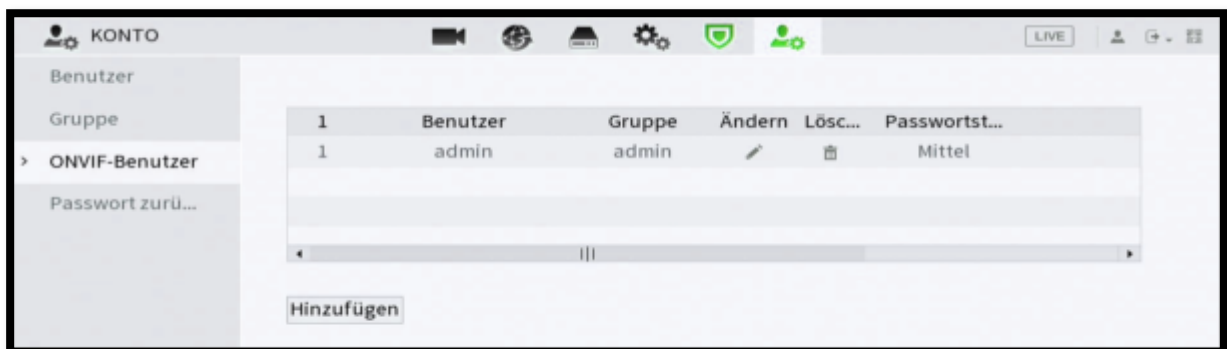 KONTO
LIVE
Benutzer
Gruppe
ONVIF-Benutzer
Passwort zurü...
1 Benutzer Gruppe Ändern Lösc... Passwortst...
1 admin admin Mittel
Hinzufügen